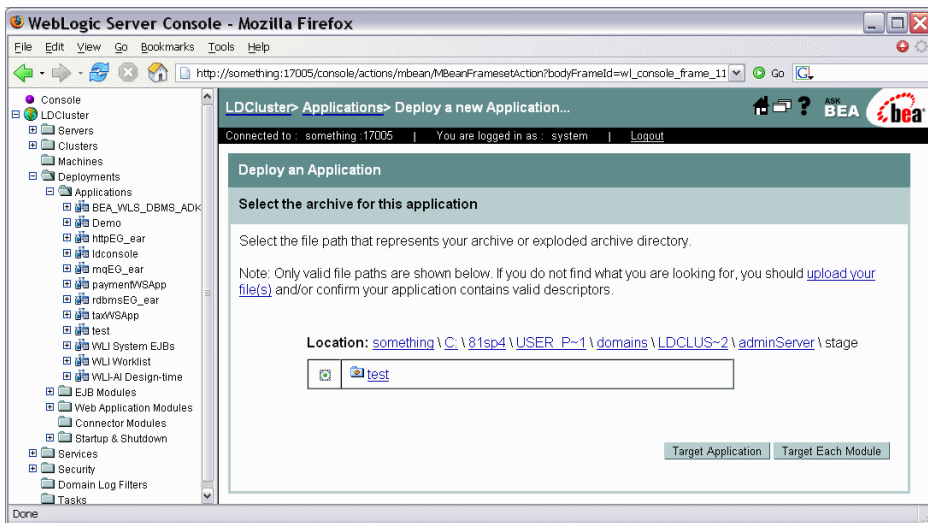 WebLogic Server Console - Mozilla Firefox
File Edit View Go Bookmarks Tools Help
http://something:17005/console/actions/mbean/MBeanFramesetAction?bodyFrameId=wl_console_frame_11 Go
Console
LDCluster
Servers
Clusters
Machines
Deployments
Applications
BEA_WLS_DBMS_ADK
Demo
httpEG_ear
ldconsole
mqEG_ear
paymentWSApp
rdbmsEG_ear
taxWSApp
test
WLI System EJBs
WLI Worklist
WLI-AI Design-time
EJB Modules
Web Application Modules
Connector Modules
Startup & Shutdown
Services
Security
Domain Log Filters
Tasks
LDCluster> Applications> Deploy a new Application...
? ASK BEA bea
Connected to : something :17005 | You are logged in as : system | Logout
Deploy an Application
Select the archive for this application
Select the file path that represents your archive or exploded archive directory.
Note: Only valid file paths are shown below. If you do not find what you are looking for, you should upload your
file(s) and/or confirm your application contains valid descriptors.
Location: something \ C: \ 81sp4 \ USER_P~1 \ domains \ LDCLUS~2 \ adminServer \ stage
test
Target Application Target Each Module
Done